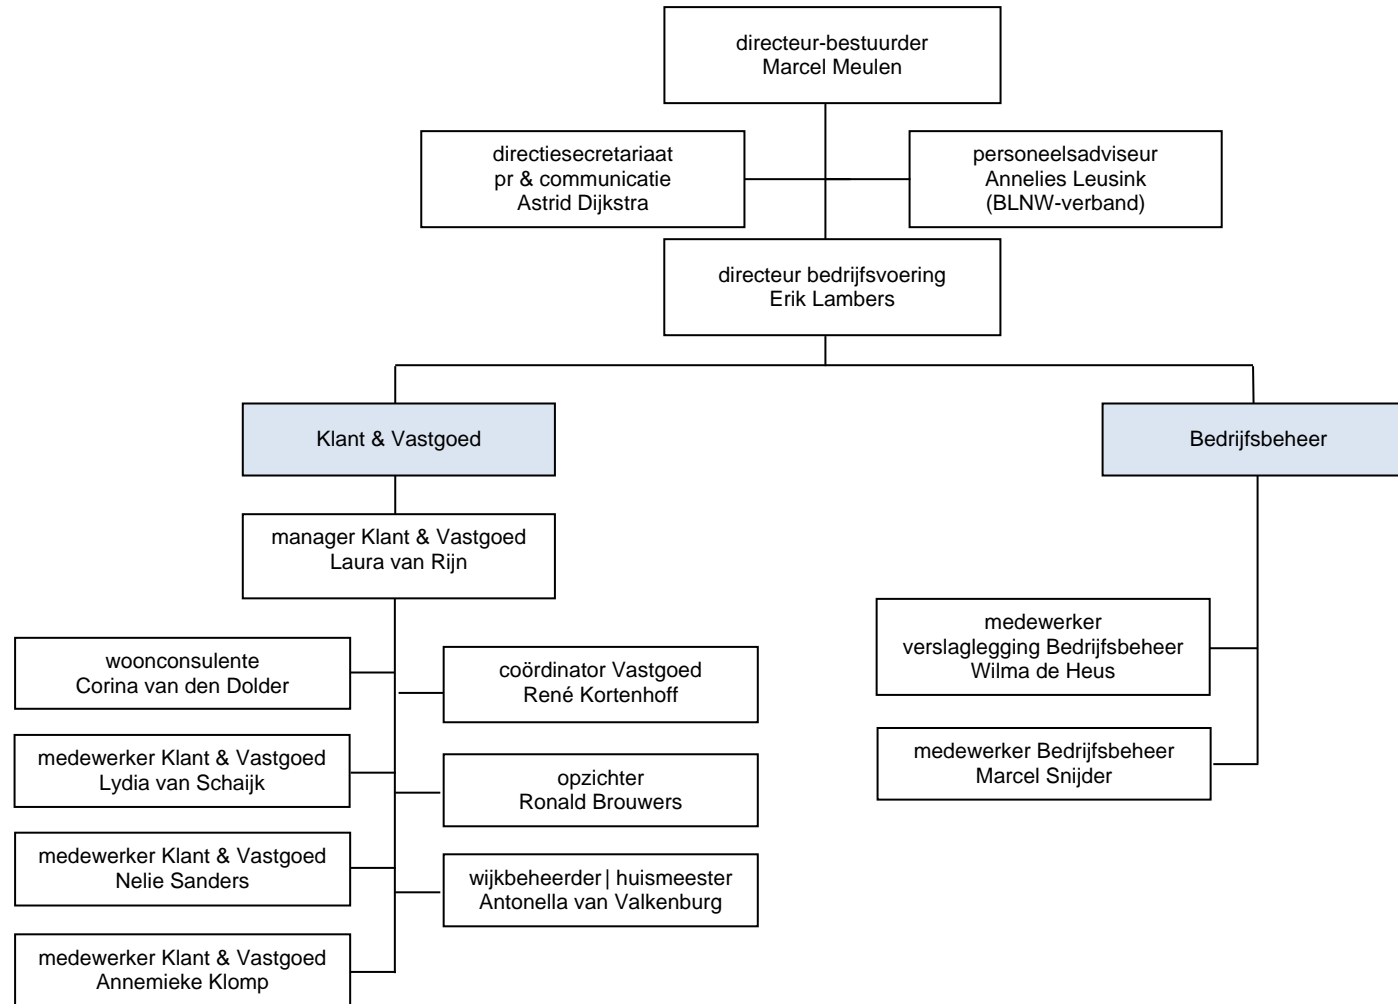 directeur-bestuurder
Marcel Meulen
directiesecretariaat
pr & communicatie
Astrid Dijkstra
personeelsadviseur
Annelies Leusink
(BLNW-verband)
directeur bedrijfsvoering
Erik Lambers
Klant & Vastgoed
Bedrijfsbeheer
manager Klant & Vastgoed
Laura van Rijn
woonconsulente
Corina van den Dolder
medewerker Klant & Vastgoed
Lydia van Schaijk
medewerker Klant & Vastgoed
Nelie Sanders
medewerker Klant & Vastgoed
Annemieke Klomp
coördinator Vastgoed
René Kortenhoff
opzichter
Ronald Brouwers
wijkbeheerder | huismeester
Antonella van Valkenburg
medewerker
verslaglegging Bedrijfsbeheer
Wilma de Heus
medewerker Bedrijfsbeheer
Marcel Snijder